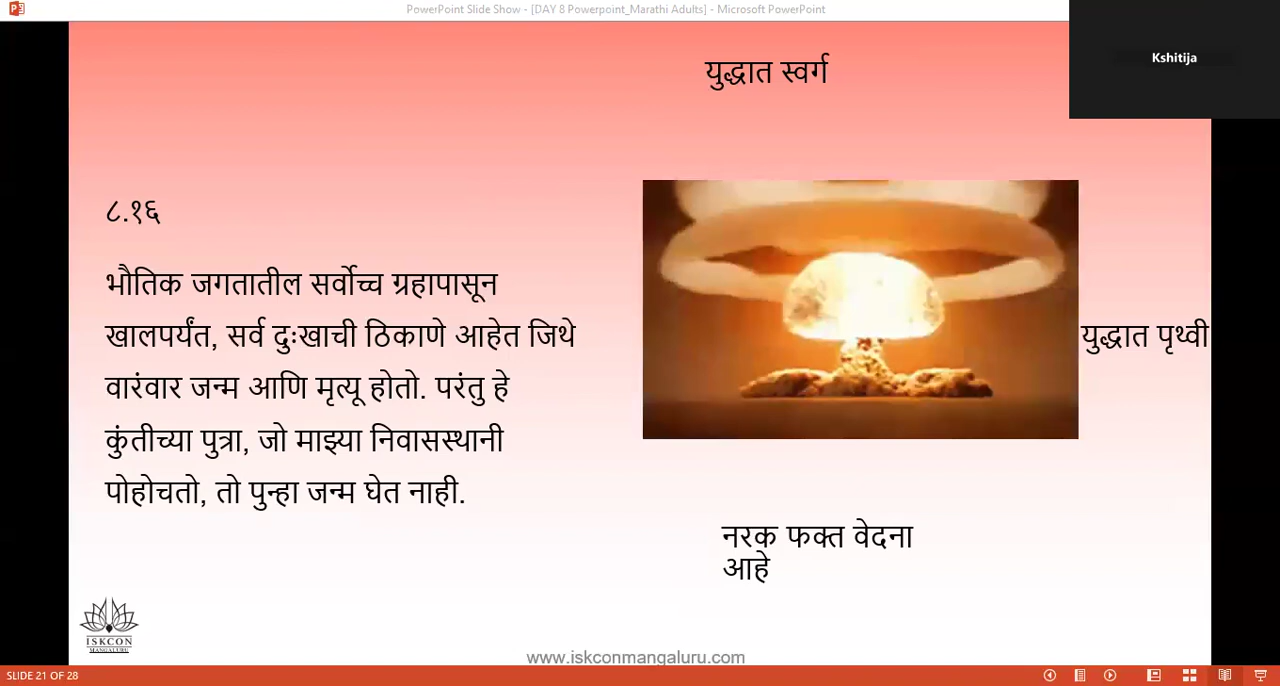 PowerPoint Slide Show - [DAY 8 Powerpoint_Marathi Adults] - Microsoft PowerPoint
Kshitija
युद्धात स्वर्ग
८.१६
भौतिक जगतातील सर्वोच्च ग्रहापासून
खालपर्यंत, सर्व दुःखाची ठिकाणे आहेत जिथे
वारंवार जन्म आणि मृत्यू होतो. परंतु हे
कुंतीच्या पुत्रा, जो माझ्या निवासस्थानी
पोहोचतो, तो पुन्हा जन्म घेत नाही.
युद्धात पृथ्वी
नरक फक्त वेदना
आहे
ISKCON
MANGALURU
www.iskconmangaluru.com
SLIDE 21 OF 28